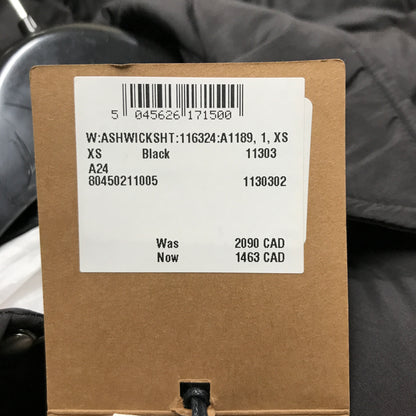 5 045626 171500
W:ASHWICKSHT:116324:A1189, 1, XS
XS Black 11303
A24
80450211005 1130302
Was 2090 CAD
Now 1463 CAD